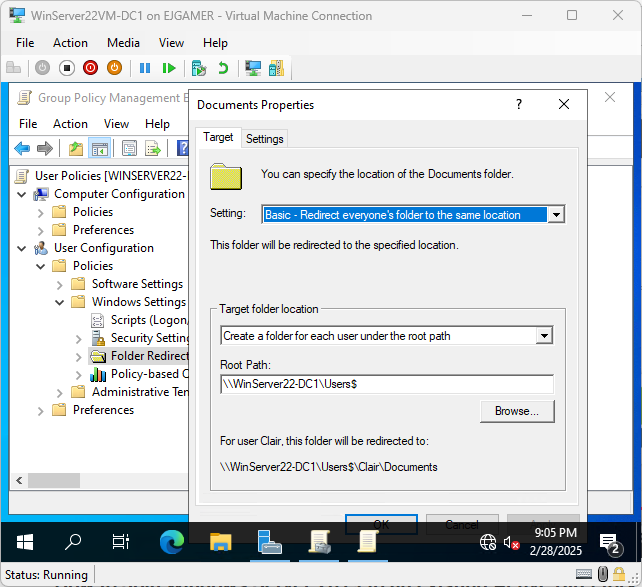 WinServer22VM-DC1 on EJGAMER - Virtual Machine Connection
File Action Media View Help
Group Policy Management E
File Action View Help
User Policies [WINSERVER22-
Computer Configuration
Policies
Preferences
User Configuration
Policies
Software Settings
Windows Settings
Scripts (Logon
Security Setting
Folder Redirect
Policy-based
Administrative
Preferences
Documents Properties
?
Target Settings
You can specify the location of the Documents folder.
Setting: Basic - Redirect everyone's folder to the same location
This folder will be redirected to the specified location.
Target folder location
Create a folder for each user under the root path
Root Path:
\\WinServer22-DC1\Users$
Browse...
For user Clair, this folder will be redirected to:
\\WinServer22-DC1\Users$\Clair\Documents
OK Cancel
9:05 PM
2/28/2025
2
Status: Running